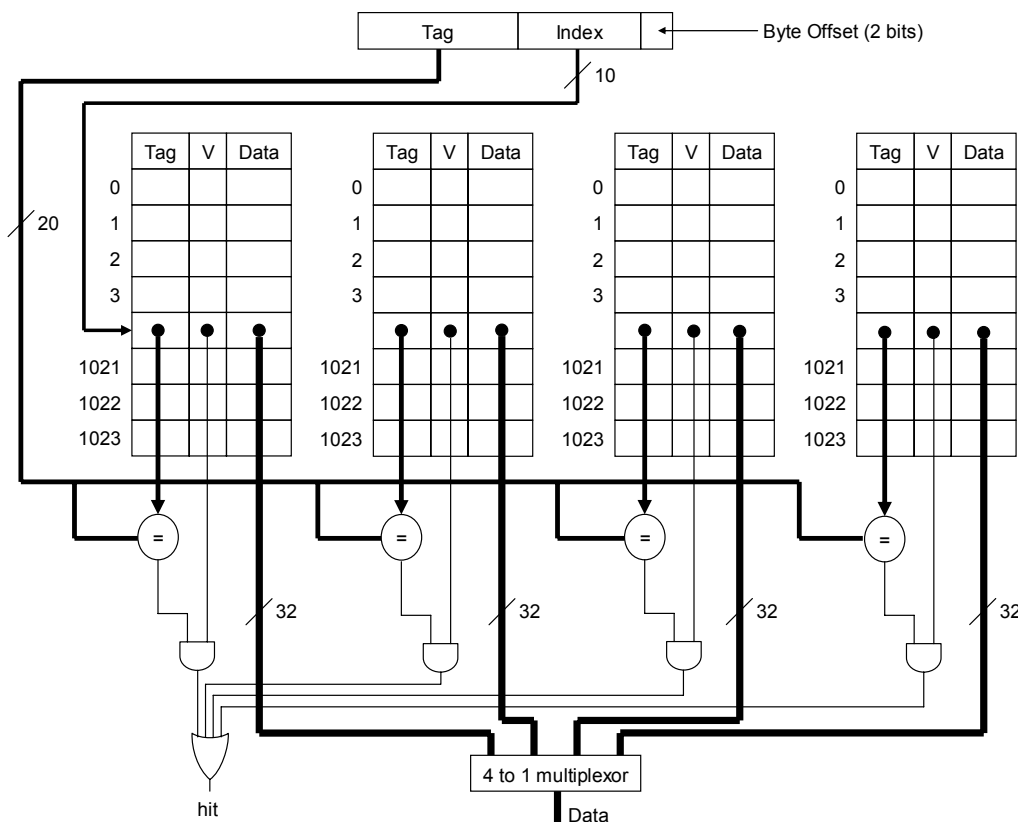 Tag Index Byte Offset (2 bits)
10
Tag V Data Tag V Data Tag V Data Tag V Data
0 0 0 0
20 1 1 1 1
2 2 2 2
3 3 3 3
1021 1021 1021 1021
1022 1022 1022 1022
1023 1023 1023 1023
= = = =
32 32 32 32
4 to 1 multiplexor
hit Data